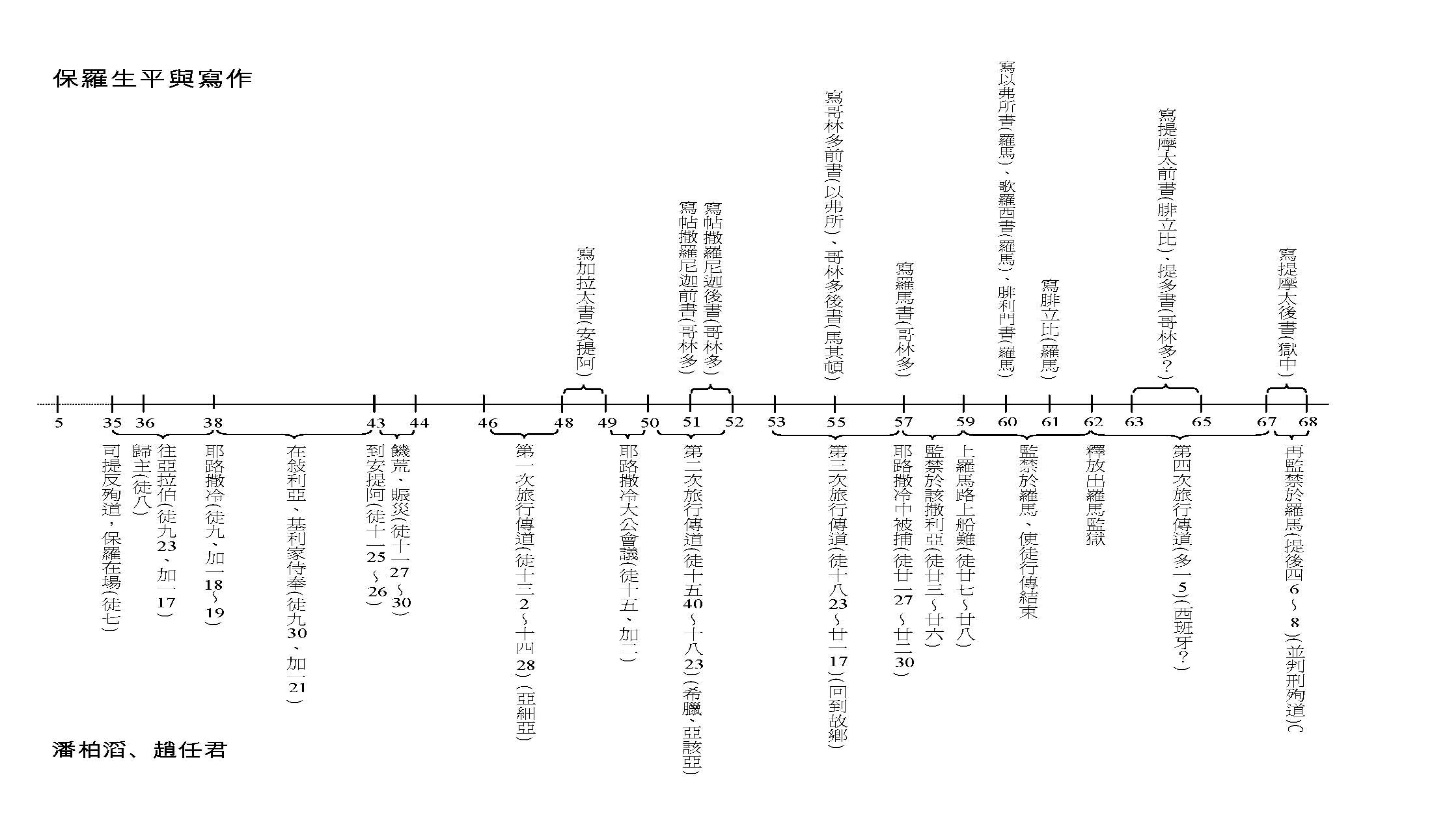 保羅生平與寫作
寫加拉太書(安提阿)
寫帖撒羅尼迦前書(哥林多)
寫帖撒羅尼迦後書(哥林多)
寫哥林多前書(以弗所)、哥林多後書(馬其頓)
寫羅馬書(哥林多)
寫以弗所書(羅馬)、歌羅西書(羅馬)、腓利門書(羅馬)
寫腓立比(羅馬)
寫提摩太前書(腓立比)、提多書(哥林多？)
寫提摩太後書(獄中)
5 35 36 38 43 44 46 48 49 50 51 52 53 55 57 59 60 61 62 63 65 67 68
司提反殉道，保羅在場(徒七)
歸主(徒八)
往亞拉伯(徒九23、加一17)
耶路撒冷(徒九、加一18～19)
在敍利亞、基利家侍奉(徒九30、加一21)
到安提阿(徒十一25～26)
饑荒、賑災(徒十一27～30)
第一次旅行傳道(徒十三2～十四28)(亞細亞)
耶路撒冷大公會議(徒十五、加二)
第二次旅行傳道(徒十五40～十八23)(希臘、亞該亞)
第三次旅行傳道(徒十八23～廿一17)(回到故鄉)
耶路撒冷中被捕(徒廿一27～廿二30)
監禁於該撒利亞(徒廿三～廿六)
上羅馬路上船難(徒廿七～廿八)
監禁於羅馬、使徒行傳結束
釋放出羅馬監獄
第四次旅行傳道(多一5)(西班牙？)
再監禁於羅馬(提後四6～8)(並判刑殉道)C
潘柏滔、趙任君